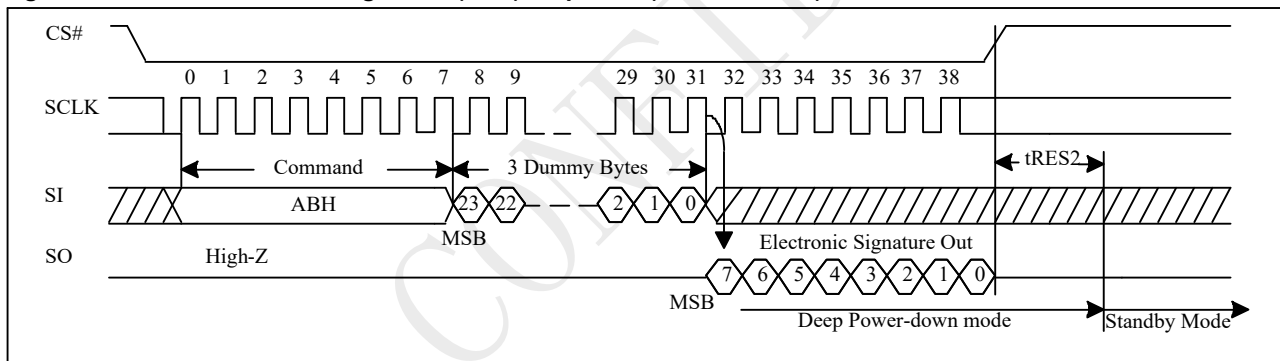 CS#
0 1 2 3 4 5 6 7 8 9 29 30 31 32 33 34 35 36 37 38
SCLK
Command 3 Dummy Bytes tRES2
SI ABH 23 22 2 1 0
MSB
SO High-Z Electronic Signature Out
7 6 5 4 3 2 1 0
MSB
Deep Power-down mode Standby Mode